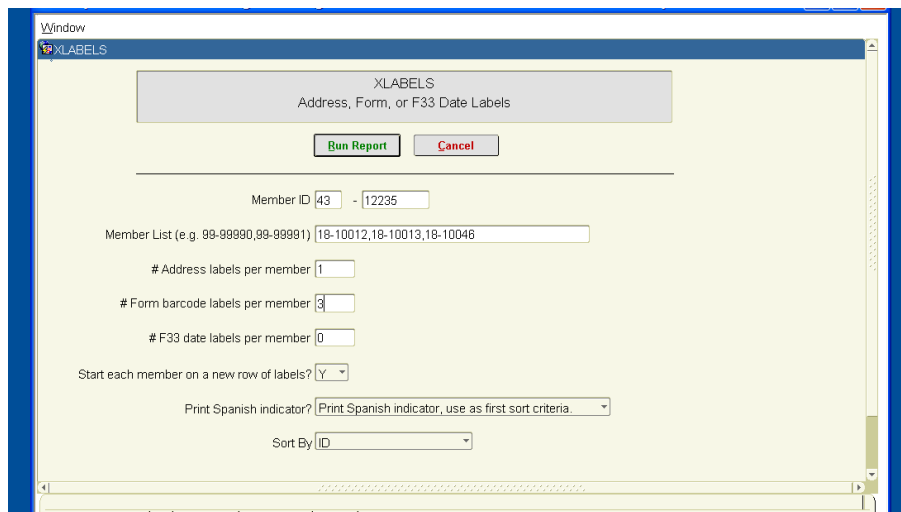 Window
XLABELS
XLABELS
Address, Form, or F33 Date Labels
Run Report Cancel
Member ID 43 - 12235
Member List (e.g. 99-99990,99-99991) 18-10012,18-10013,18-10046
# Address labels per member 1
# Form barcode labels per member 3
# F33 date labels per member 0
Start each member on a new row of labels? Y
Print Spanish indicator? Print Spanish indicator, use as first sort criteria.
Sort By ID